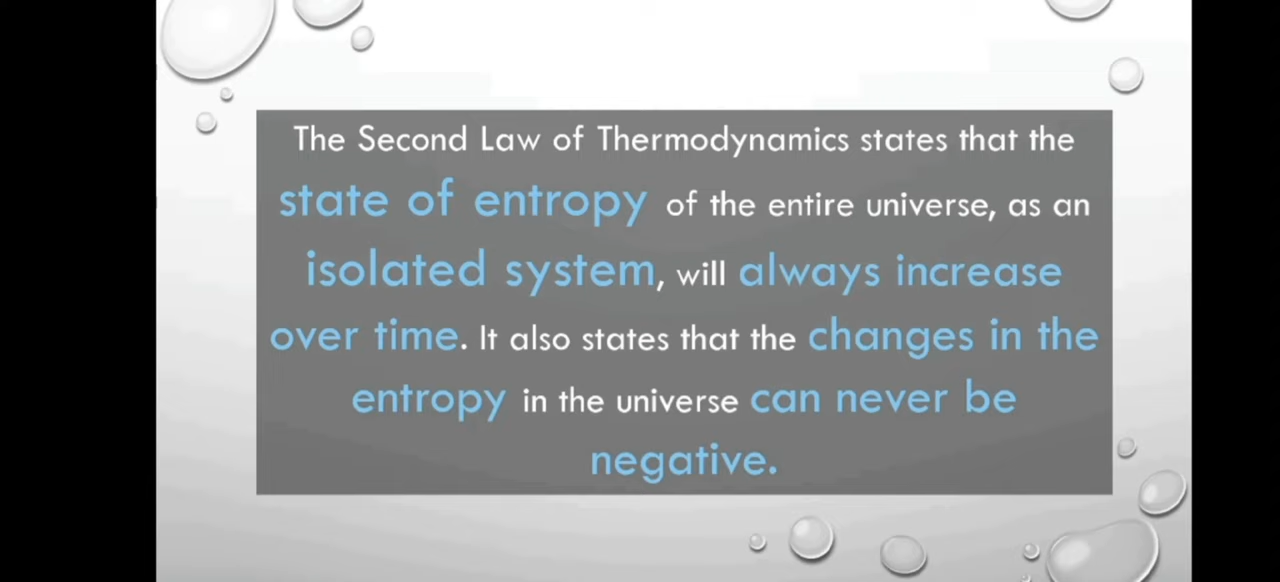 The Second Law of Thermodynamics states that the
state of entropy of the entire universe, as an
isolated system, will always increase
over time. It also states that the changes in the
entropy in the universe can never be
negative.